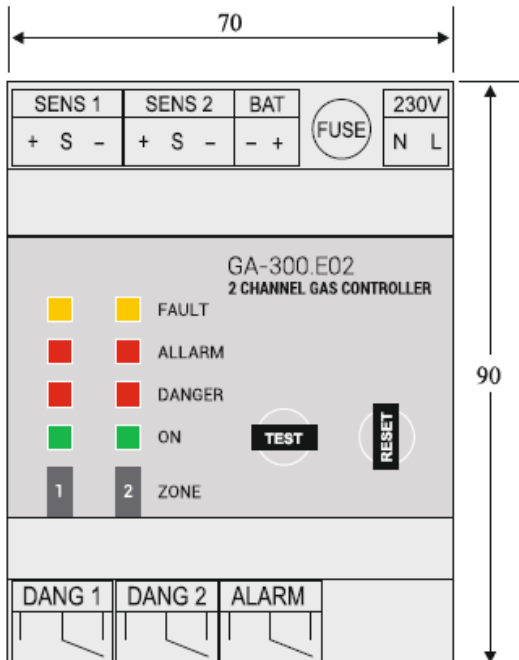 70
SENS 1 SENS 2 BAT 230V
+ S - + S - - + FUSE N L
GA-300.E02
2 CHANNEL GAS CONTROLLER
FAULT
ALLARM
90
DANGER
ON TEST RESET
1 2 ZONE
DANG 1 DANG 2 ALARM